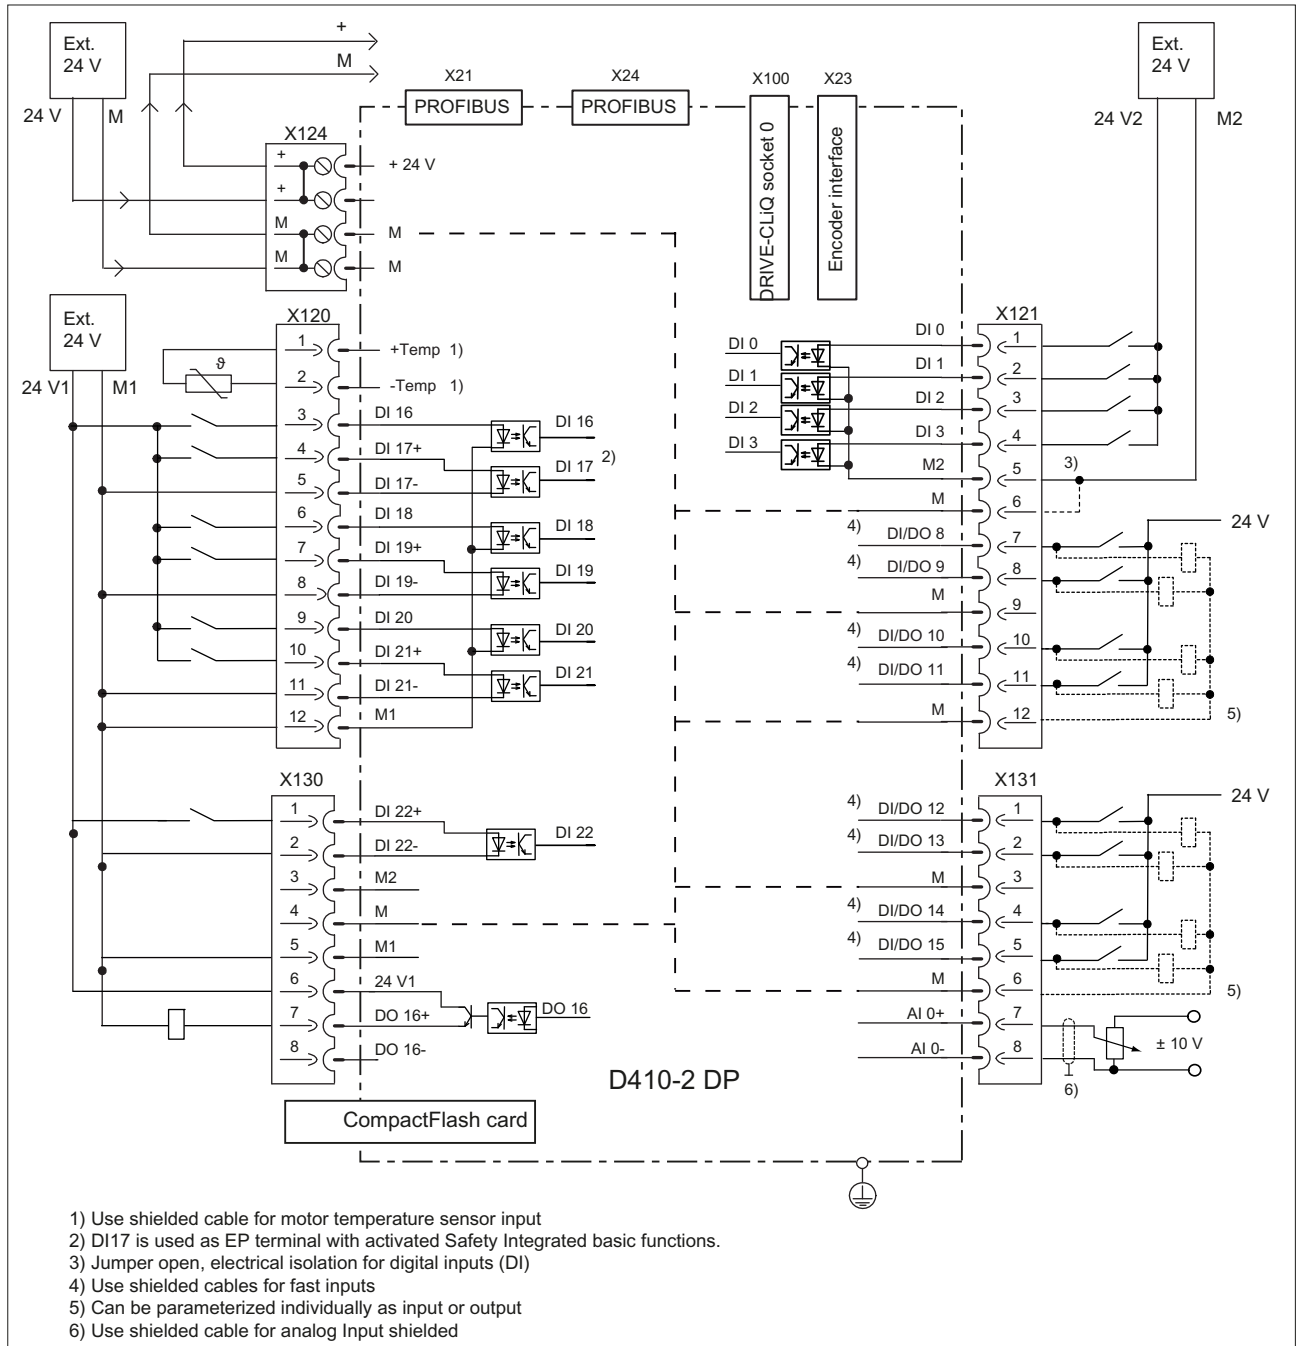 Ext.
24 V
24 V
M
+
M
X21
PROFIBUS
X24
PROFIBUS
X100
DRIVE-CLiQ socket 0
X23
Encoder interface
Ext.
24 V
24 V2
M2
X124
+
+ 24 V
+
M
M
M
M
Ext.
24 V
24 V1
M1
X120
ϑ
1
+Temp 1)
2
-Temp 1)
3
DI 16
DI 16
4
DI 17+
DI 17
2)
5
DI 17-
6
DI 18
DI 18
7
DI 19+
DI 19
8
DI 19-
9
DI 20
DI 20
10
DI 21+
DI 21
11
DI 21-
12
M1
X121
DI 0
DI 0
1
DI 1
DI 1
2
DI 2
DI 2
3
DI 3
DI 3
4
M2
5
3)
M
6
24 V
4)
DI/DO 8
7
4)
DI/DO 9
8
M
9
4)
DI/DO 10
10
4)
DI/DO 11
11
M
12
5)
X130
1
DI 22+
DI 22
2
DI 22-
3
M2
4
M
5
M1
6
24 V1
7
DO 16+
DO 16
8
DO 16-
X131
24 V
4)
DI/DO 12
1
4)
DI/DO 13
2
M
3
4)
DI/DO 14
4
4)
DI/DO 15
5
M
6
5)
AI 0+
7
± 10 V
AI 0-
8
6)
D410-2 DP
CompactFlash card
1) Use shielded cable for motor temperature sensor input
2) DI17 is used as EP terminal with activated Safety Integrated basic functions.
3) Jumper open, electrical isolation for digital inputs (DI)
4) Use shielded cables for fast inputs
5) Can be parameterized individually as input or output
6) Use shielded cable for analog Input shielded